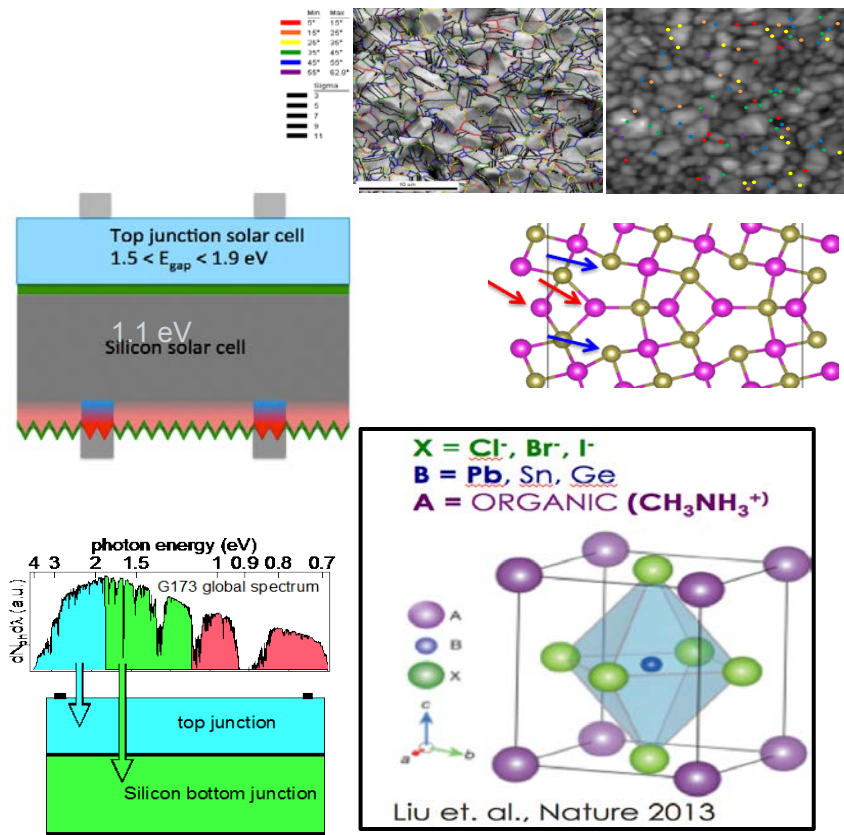 Min Max
5° 15°
15° 25°
25° 35°
35° 45°
45° 55°
55° 62.0°
Sigma
3
5
7
9
11
Top junction solar cell
1.5 < Egap < 1.9 eV
1.1 eV
Silicon solar cell
X = Cl-, Br-, I-
B = Pb, Sn, Ge
A = ORGANIC (CH3NH3+)
A
B
X
c
a
b
Liu et. al., Nature 2013
photon energy (eV)
4 3 2 1.5 1 0.9 0.8 0.7
G173 global spectrum
dNph/dλ (a.u.)
top junction
Silicon bottom junction